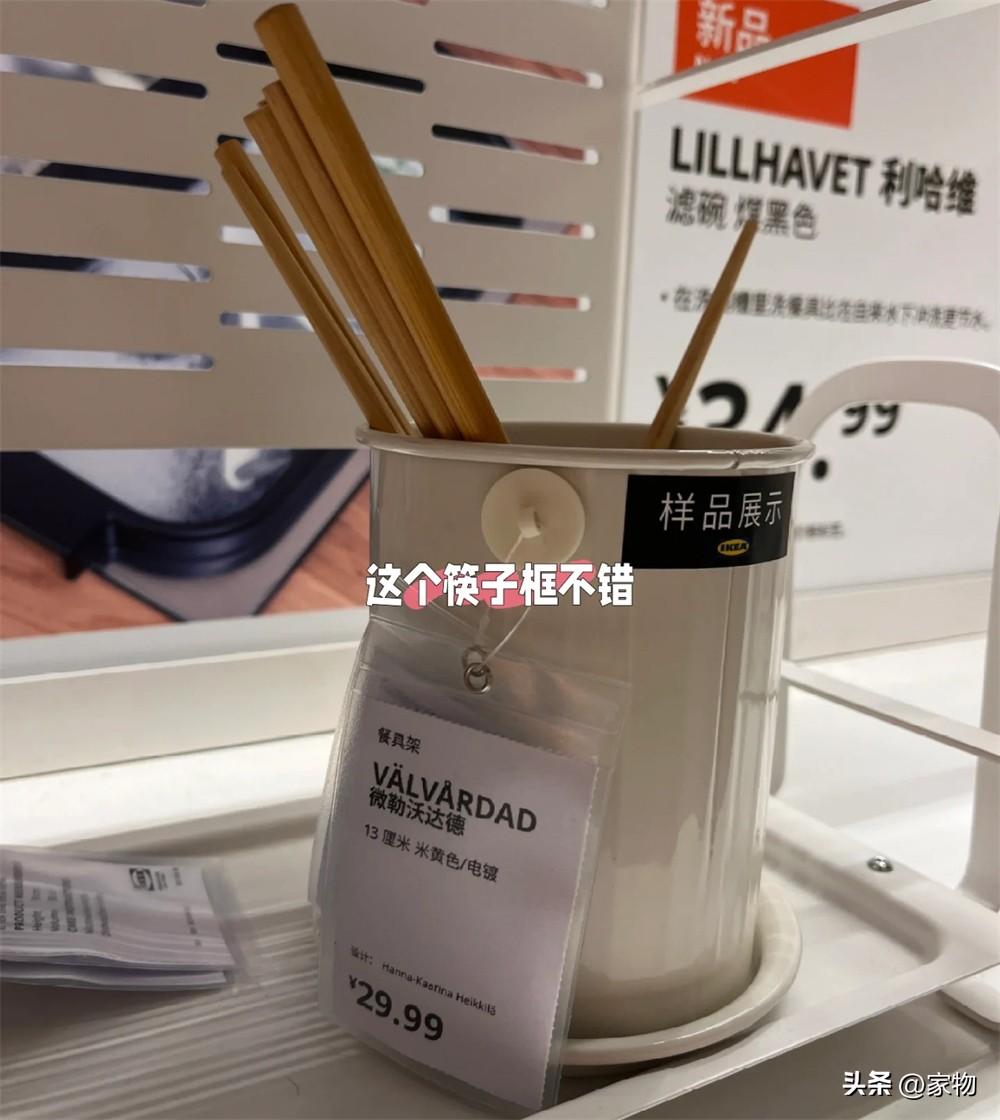 新品
LILLHAVET 利哈维
滤碗 煤黑色
99
样品展示
IKEA
这个筷子框不错
餐具架
VÄLVÅRDAD
微勒沃达德
13 厘米 米黄色/电镀
设计： Hanna-Kaarina Heikkilä
¥29.99
PRODUCT
Height
头条 @家物